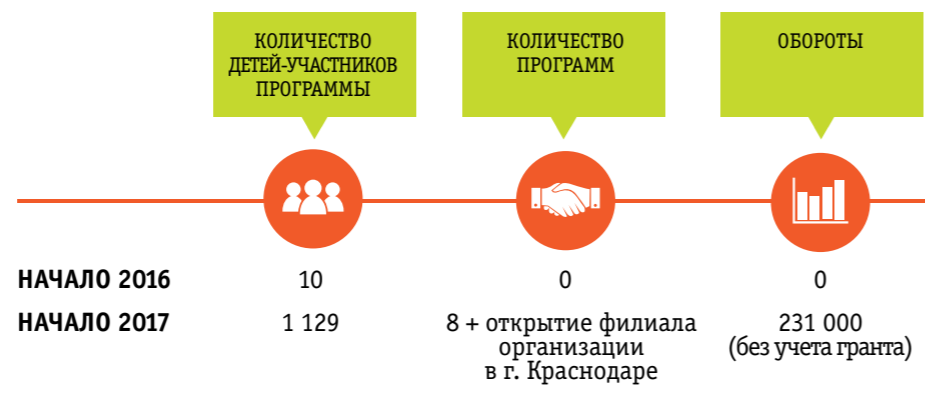 КОЛИЧЕСТВО
ДЕТЕЙ-УЧАСТНИКОВ
ПРОГРАММЫ
КОЛИЧЕСТВО
ПРОГРАММ
ОБОРОТЫ
НАЧАЛО 2016
10
0
0
НАЧАЛО 2017
1 129
8 + открытие филиала
организации
в г. Краснодаре
231 000
(без учета гранта)